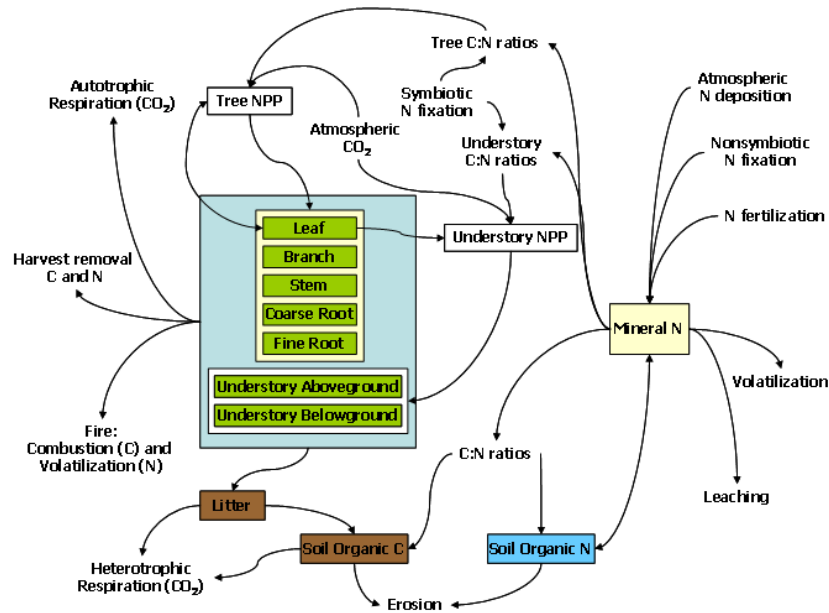 Tree C:N ratios
Autotrophic
Respiration (CO₂)
Tree NPP
Symbiotic
N fixation
Atmospheric
N deposition
Atmospheric
CO₂
Understory
C:N ratios
Nonsymbiotic
N fixation
N fertilization
Leaf
Understory NPP
Branch
Harvest removal
C and N
Stem
Coarse Root
Fine Root
Mineral N
Understory Aboveground
Understory Belowground
Volatilization
Fire:
Combustion (C) and
Volatilization (N)
C:N ratios
Leaching
Litter
Soil Organic C
Soil Organic N
Heterotrophic
Respiration (CO₂)
Erosion